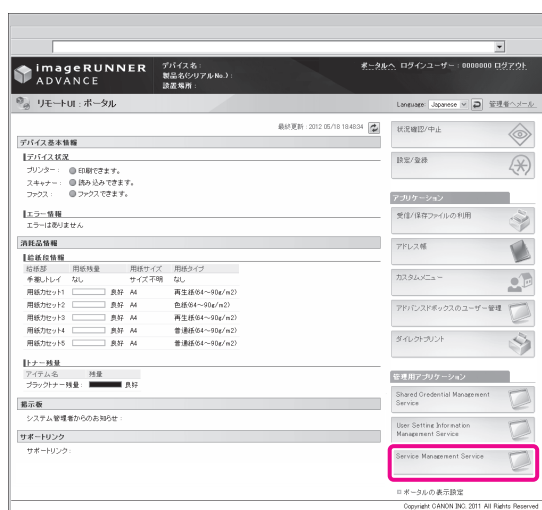 imageRUNNER
ADVANCE
デバイス名 :
製品名(シリアルNo.) :
設置場所 :
ポータルへ ログインユーザー : 0000000 ログアウト
リモートUI : ポータル
Language: Japanese 管理者へメール
最終更新 : 2012 05/18 18:48:34
デバイス基本情報
デバイス状況
プリンター : 印刷できます。
スキャナー : 読み込みできます。
ファクス : ファクスできます。
エラー情報
エラーはありません
消耗品情報
給紙段情報
給紙部 用紙残量 用紙サイズ 用紙タイプ
手差しトレイ なし サイズ不明 なし
用紙カセット1 良好 A4 再生紙(64～90g/m2)
用紙カセット2 良好 A4 色紙(64～90g/m2)
用紙カセット3 良好 A4 再生紙(64～90g/m2)
用紙カセット4 良好 A4 普通紙(64～90g/m2)
用紙カセット5 良好 A4 普通紙(64～90g/m2)
トナー残量
アイテム名 残量
ブラックトナー残量 : 良好
掲示板
システム管理者からのお知らせ :
サポートリンク
サポートリンク :
状況確認/中止
設定/登録
アプリケーション
受信/保存ファイルの利用
アドレス帳
カスタムメニュー
アドバンスドボックスのユーザー管理
ダイレクトプリント
管理用アプリケーション
Shared Credential Management
Service
User Setting Information
Management Service
Service Management Service
ポータルの表示設定
Copyright CANON INC. 2011 All Rights Reserved